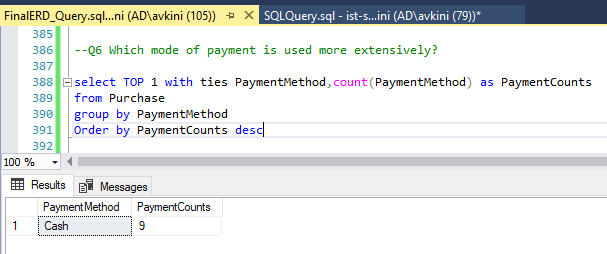 FinalERD_Query.sql...ni (AD\avkini (105)) SQLQuery.sql - ist-s...ini (AD\avkini (79))*
385
386 --Q6 Which mode of payment is used more extensively?
387
388 select TOP 1 with ties PaymentMethod,count(PaymentMethod) as PaymentCounts
389 from Purchase
390 group by PaymentMethod
391 Order by PaymentCounts desc
392
100 %
Results Messages
PaymentMethod PaymentCounts
1 Cash 9